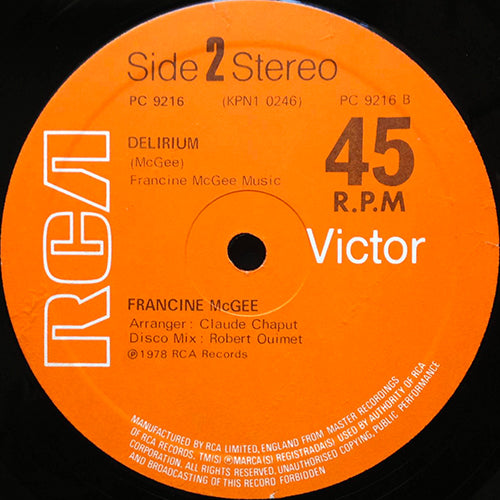 Side 2 Stereo
PC 9216 (KPN1 0246) PC 9216 B
DELIRIUM
(McGee)
Francine McGee Music
45
R.P.M
RCA
Victor
FRANCINE McGEE
Arranger : Claude Chaput
Disco Mix : Robert Ouimet
℗1978 RCA Records
MANUFACTURED BY RCA LIMITED, ENGLAND FROM MASTER RECORDINGS
OF RCA RECORDS. TM(S) ®MARCA(S) REGISTRADA(S) USED BY AUTHORITY OF RCA
CORPORATION. ALL RIGHTS RESERVED. UNAUTHORISED COPYING, PUBLIC PERFORMANCE
AND BROADCASTING OF THIS RECORD FORBIDDEN